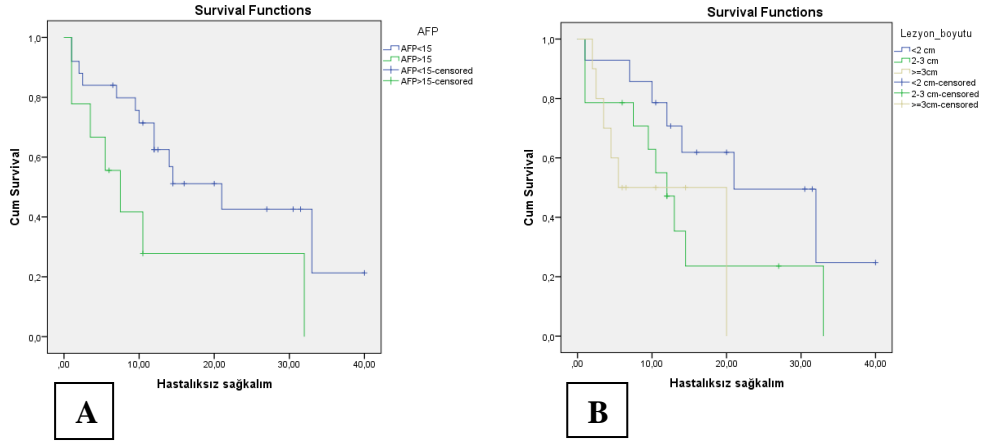 Survival Functions
AFP
AFP<15
AFP>15
AFP<15-censored
AFP>15-censored
Cum Survival
1,0
0,8
0,6
0,4
0,2
0,0
,00
10,00
20,00
30,00
40,00
Hastalıksız sağkalım
A
Survival Functions
Lezyon_boyutu
<2 cm
2-3 cm
>=3cm
<2 cm-censored
2-3 cm-censored
>=3cm-censored
Cum Survival
1,0
0,8
0,6
0,4
0,2
0,0
,00
10,00
20,00
30,00
40,00
Hastalıksız sağkalım
B